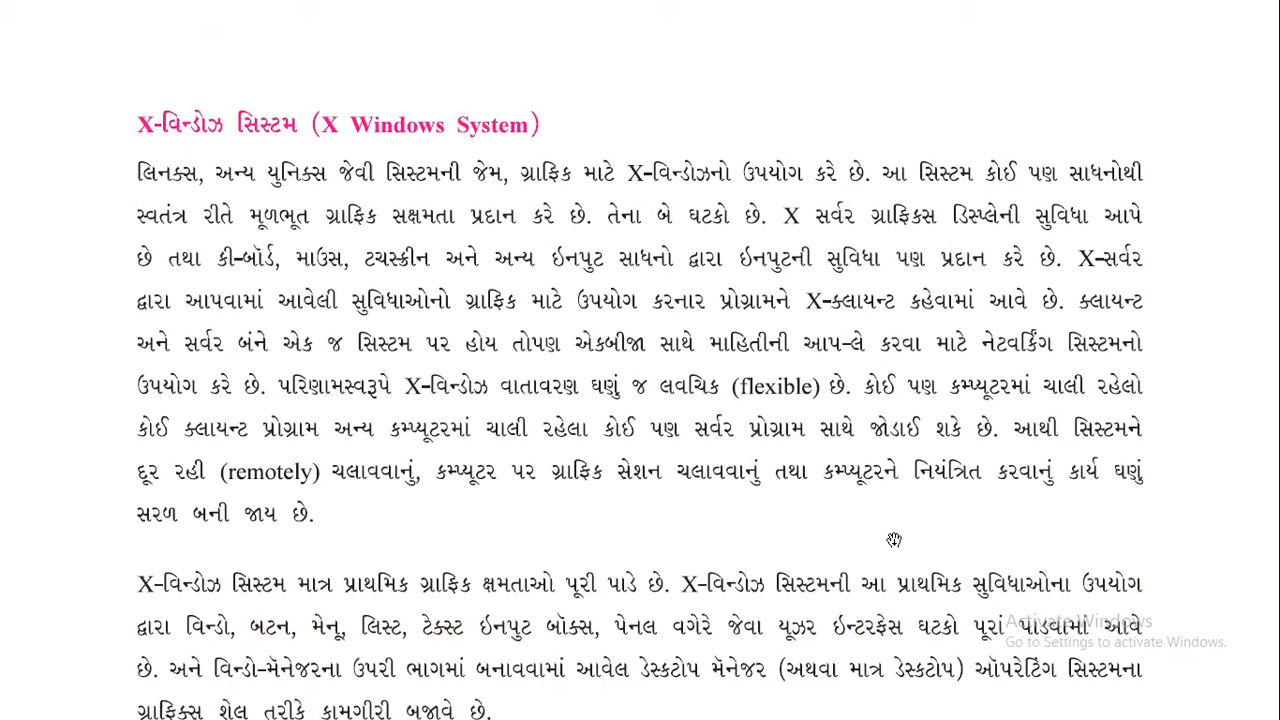 X-વિન્ડોઝ સિસ્ટમ (X Windows System)
લિનક્સ, અન્ય યુનિક્સ જેવી સિસ્ટમની જેમ, ગ્રાફિક માટે X-વિન્ડોઝનો ઉપયોગ કરે છે. આ સિસ્ટમ કોઈ પણ સાધનોથી
સ્વતંત્ર રીતે મૂળભૂત ગ્રાફિક સક્ષમતા પ્રદાન કરે છે. તેના બે ઘટકો છે. X સર્વર ગ્રાફિકસ ડિસ્પ્લેની સુવિધા આપે
છે તથા કી-બૉર્ડ, માઉસ, ટચસ્ક્રીન અને અન્ય ઇનપુટ સાધનો દ્વારા ઇનપુટની સુવિધા પણ પ્રદાન કરે છે. X-સર્વર
દ્વારા આપવામાં આવેલી સુવિધાઓનો ગ્રાફિક માટે ઉપયોગ કરનાર પ્રોગ્રામને X-ક્લાયન્ટ કહેવામાં આવે છે. ક્લાયન્ટ
અને સર્વર બંને એક જ સિસ્ટમ પર હોય તોપણ એકબીજા સાથે માહિતીની આપ-લે કરવા માટે નેટવર્કિંગ સિસ્ટમનો
ઉપયોગ કરે છે. પરિણામસ્વરૂપે X-વિન્ડોઝ વાતાવરણ ઘણું જ લવચિક (flexible) છે. કોઈ પણ કમ્પ્યૂટરમાં ચાલી રહેલો
કોઈ ક્લાયન્ટ પ્રોગ્રામ અન્ય કમ્પ્યૂટરમાં ચાલી રહેલા કોઈ પણ સર્વર પ્રોગ્રામ સાથે જોડાઈ શકે છે. આથી સિસ્ટમને
દૂર રહી (remotely) ચલાવવાનું, કમ્પ્યૂટર પર ગ્રાફિક સેશન ચલાવવાનું તથા કમ્પ્યૂટરને નિયંત્રિત કરવાનું કાર્ય ઘણું
સરળ બની જાય છે.
X-વિન્ડોઝ સિસ્ટમ માત્ર પ્રાથમિક ગ્રાફિક ક્ષમતાઓ પૂરી પાડે છે. X-વિન્ડોઝ સિસ્ટમની આ પ્રાથમિક સુવિધાઓના ઉપયોગ
દ્વારા વિન્ડો, બટન, મેનૂ, લિસ્ટ, ટેક્સ્ટ ઇનપુટ બૉક્સ, પેનલ વગેરે જેવા યૂઝર ઇન્ટરફેસ ઘટકો પૂરાં પાડવામાં આવે
છે. અને વિન્ડો-મૅનેજરના ઉપરી ભાગમાં બનાવવામાં આવેલ ડેસ્કટોપ મૅનેજર (અથવા માત્ર ડેસ્કટોપ) ઑપરેટિંગ સિસ્ટમના
ગ્રાફિક્સ શેલ તરીકે કામગીરી બજાવે છે.
Activate Windows
Go to Settings to activate Windows.